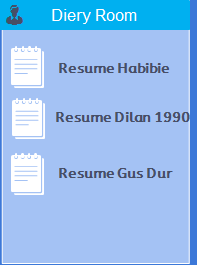 Diery Room
Resume Habibie
Resume Dilan 1990
Resume Gus Dur